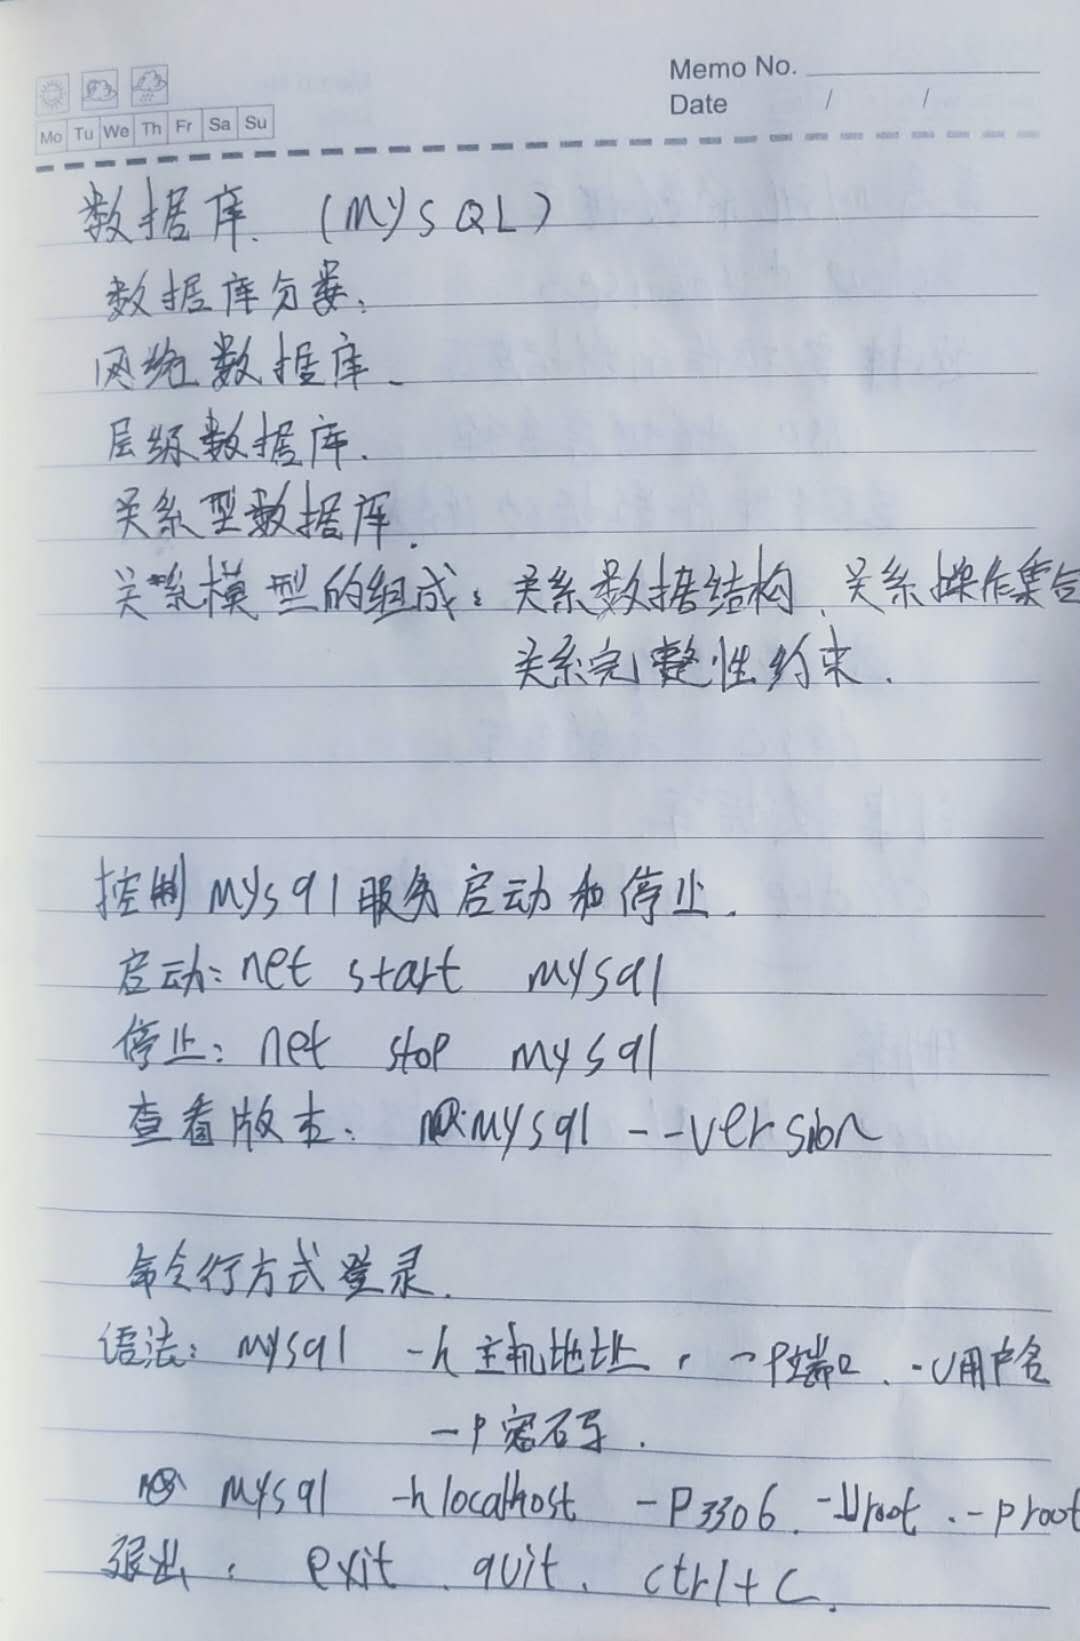 Memo No.
Date / /
Mo Tu We Th Fr Sa Su
数据库.（MySQL）
数据库分类.
网络数据库.
层级数据库.
关系型数据库.
关系模型的组成：关系数据结构、关系操作集合
关系完整性约束.
控制mysql服务启动和停止.
启动：net start mysql
停止：net stop mysql
查看版本：mysql --version
命令行方式登录.
语法：mysql -h主机地址, -P端口、-u用户名
-p密码.
mysql -hlocalhost -P3306、-uroot、-proot
退出：exit、quit、ctrl+C.